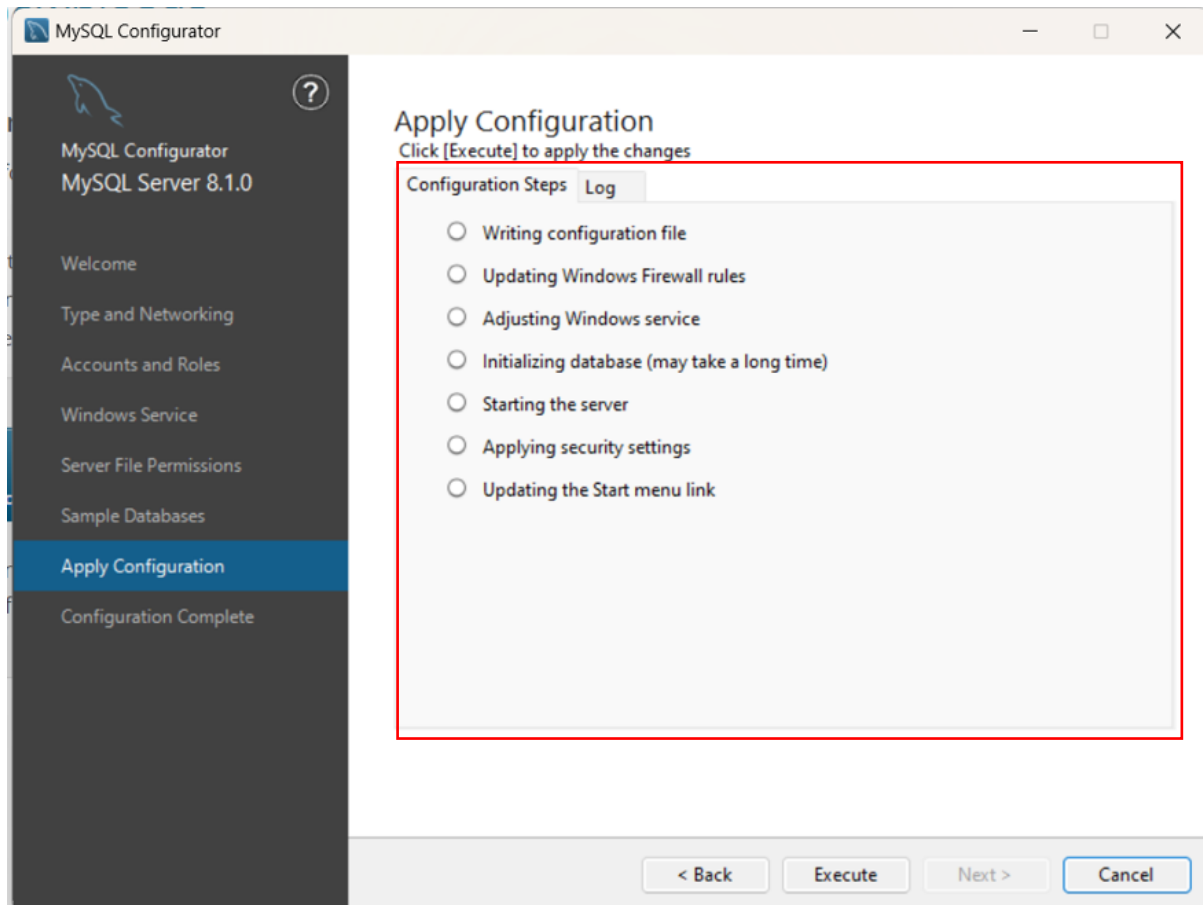 MySQL Configurator
?
MySQL Configurator
MySQL Server 8.1.0
Welcome
Type and Networking
Accounts and Roles
Windows Service
Server File Permissions
Sample Databases
Apply Configuration
Configuration Complete
Apply Configuration
Click [Execute] to apply the changes
Configuration Steps Log
Writing configuration file
Updating Windows Firewall rules
Adjusting Windows service
Initializing database (may take a long time)
Starting the server
Applying security settings
Updating the Start menu link
< Back Execute Next > Cancel